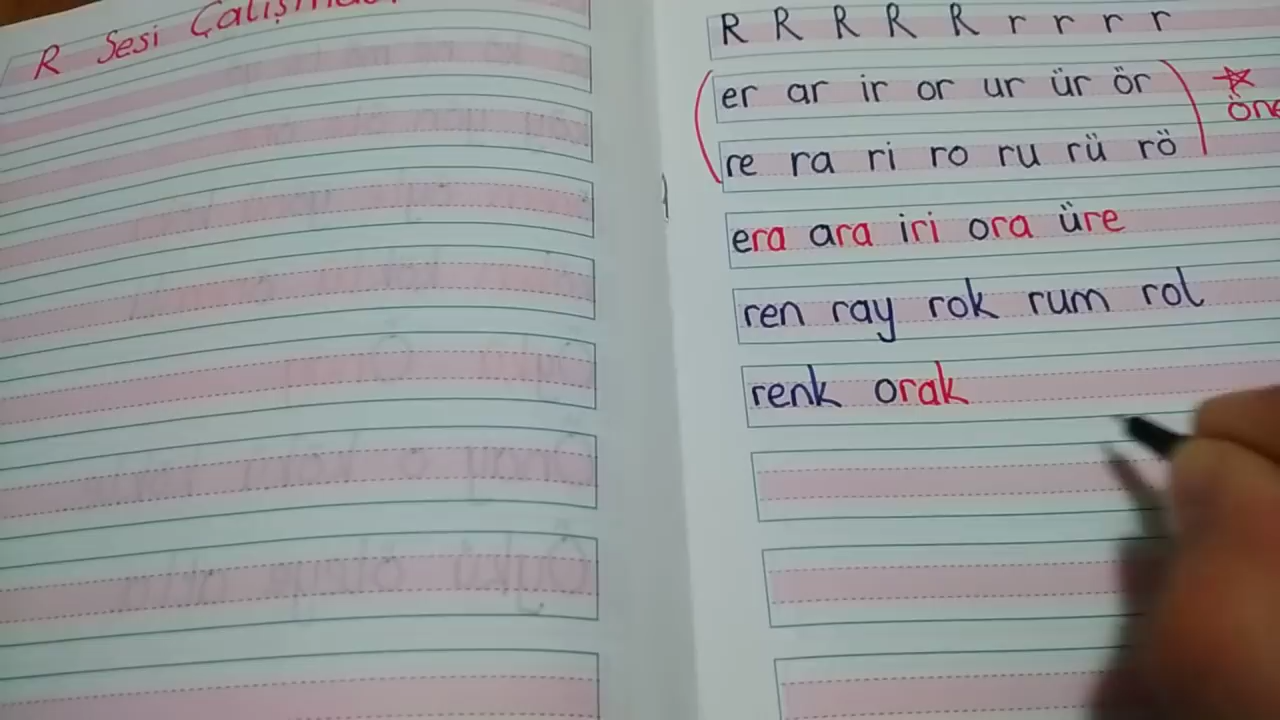 R Sesi Çalışması
R R R R R r r r r
er ar ir or ur ür ör
re ra ri ro ru rü rö
era ara iri ora üre
ren ray rok rum rol
renk orak